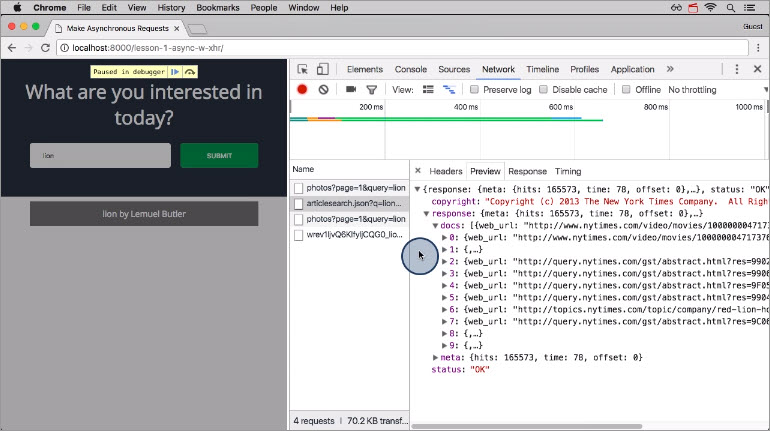 Chrome File Edit View History Bookmarks People Window Help
Make Asynchronous Requests
Guest
localhost:8000/lesson-1-async-w-xhr/
Paused in debugger
What are you interested in
today?
lion
SUBMIT
lion by Lemuel Butler
Elements Console Sources Network Timeline Profiles Application
View: Preserve log Disable cache Offline No throttling
200 ms 400 ms 600 ms 800 ms 1000 ms
Name
photos?page=1&query=lion
articlesearch.json?q=lion...
photos?page=1&query=lion
4 requests | 70.2 KB transf...
Headers Preview Response Timing
{response: {meta: {hits: 165573, time: 78, offset: 0},…}, status: "OK"
copyright: "Copyright (c) 2013 The New York Times Company. All Righ
response: {meta: {hits: 165573, time: 78, offset: 0},…}
docs: [{web_url: "http://www.nytimes.com/video/movies/1000000047173
0: {web_url: "http://www.nytimes.com/video/movies/10000000471737
1: {,…}
2: {web_url: "http://query.nytimes.com/gst/abstract.html?res=9902
3: {web_url: "http://query.nytimes.com/gst/abstract.html?res=9906
4: {web_url: "http://query.nytimes.com/gst/abstract.html?res=9F05
5: {web_url: "http://query.nytimes.com/gst/abstract.html?res=9904
6: {web_url: "http://topics.nytimes.com/topic/company/red-lion-ho
7: {web_url: "http://query.nytimes.com/gst/abstract.html?res=9C06
8: {,…}
9: {,…}
meta: {hits: 165573, time: 78, offset: 0}
status: "OK"